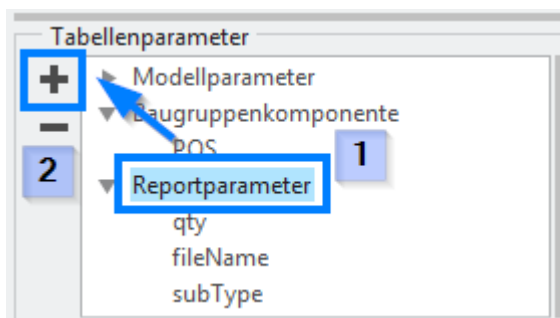 Tabellenparameter
Modellparameter
Baugruppenkomponente
POS
1
2
Reportparameter
qty
fileName
subType